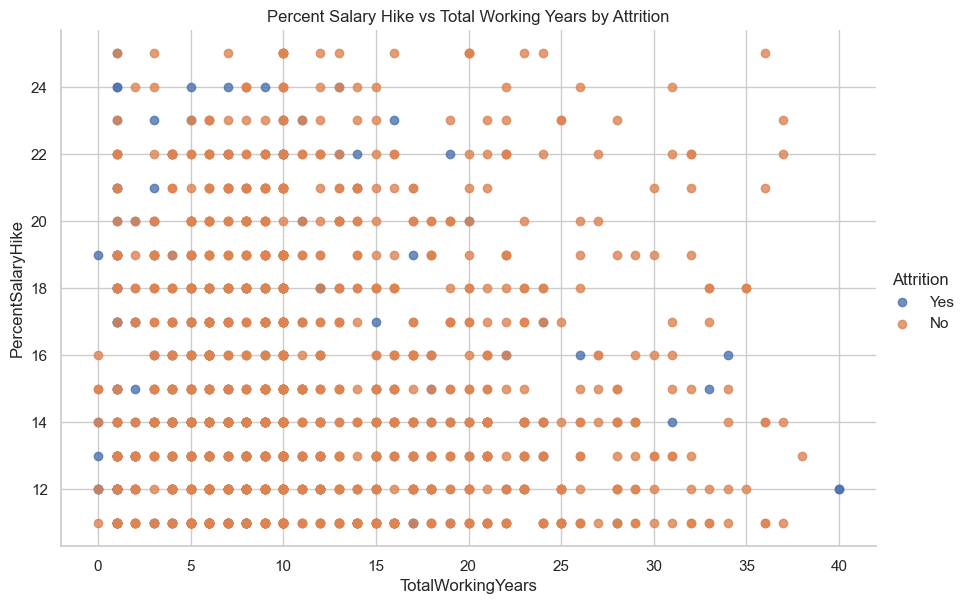 Percent Salary Hike vs Total Working Years by Attrition
PercentSalaryHike
24
22
20
18
16
14
12
0 5 10 15 20 25 30 35 40
TotalWorkingYears
Attrition
Yes
No